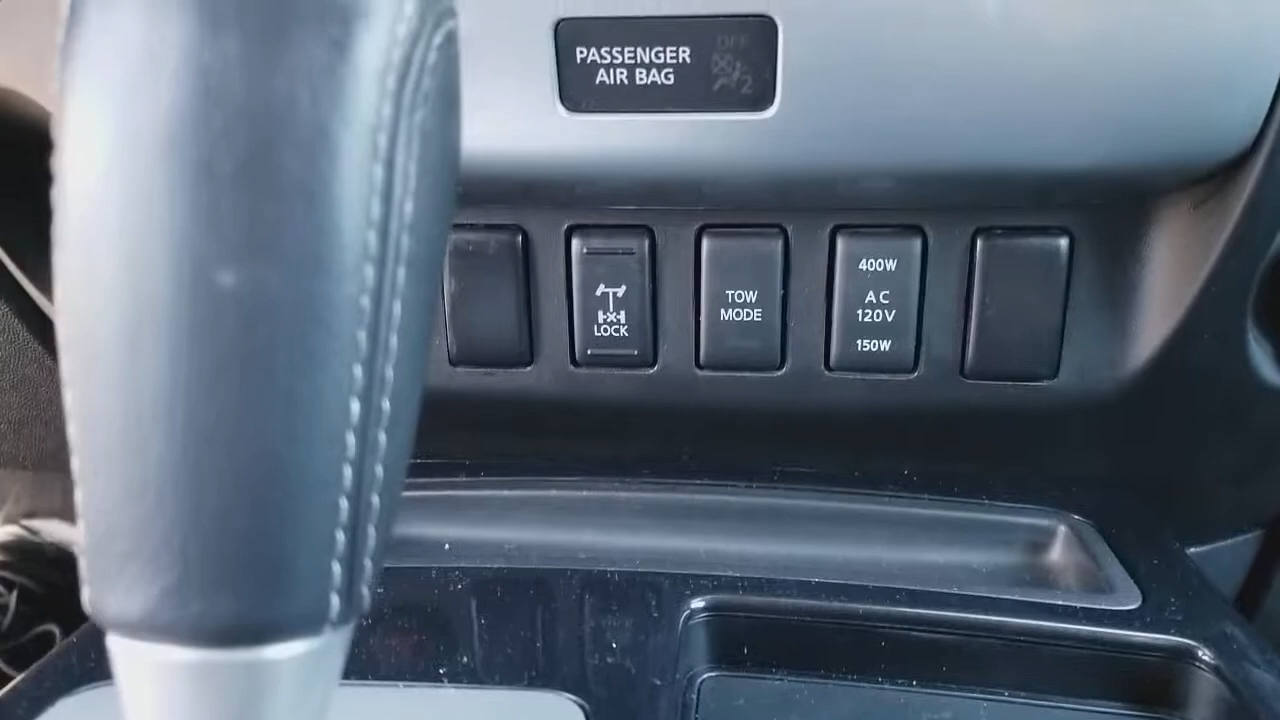 PASSENGER
AIR BAG
OFF
2
LOCK
TOW
MODE
400W
AC
120V
150W